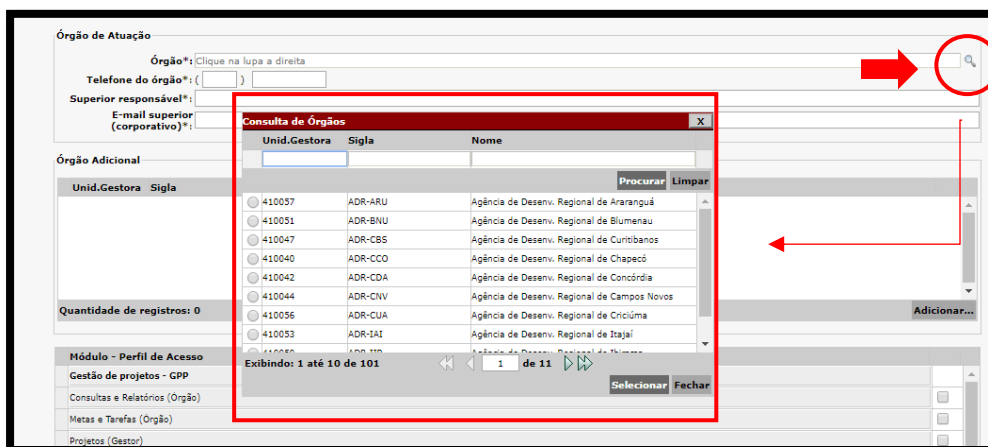 Órgão de Atuação
Órgão*: Clique na lupa a direita
Telefone do órgão*: ( )
Superior responsável*:
E-mail superior
(corporativo)*:
Órgão Adicional
Unid.Gestora Sigla
Quantidade de registros: 0
Adicionar...
Consulta de Órgãos X
Unid.Gestora Sigla Nome
Procurar Limpar
410057 ADR-ARU Agência de Desenv. Regional de Araranguá
410051 ADR-BNU Agência de Desenv. Regional de Blumenau
410047 ADR-CBS Agência de Desenv. Regional de Curitibanos
410040 ADR-CCO Agência de Desenv. Regional de Chapecó
410042 ADR-CDA Agência de Desenv. Regional de Concórdia
410044 ADR-CNV Agência de Desenv. Regional de Campos Novos
410056 ADR-CUA Agência de Desenv. Regional de Criciúma
410053 ADR-IAI Agência de Desenv. Regional de Itajaí
Exibindo: 1 até 10 de 101 1 de 11
Selecionar Fechar
Módulo - Perfil de Acesso
Gestão de projetos - GPP
Consultas e Relatórios (Órgão)
Metas e Tarefas (Órgão)
Projetos (Gestor)